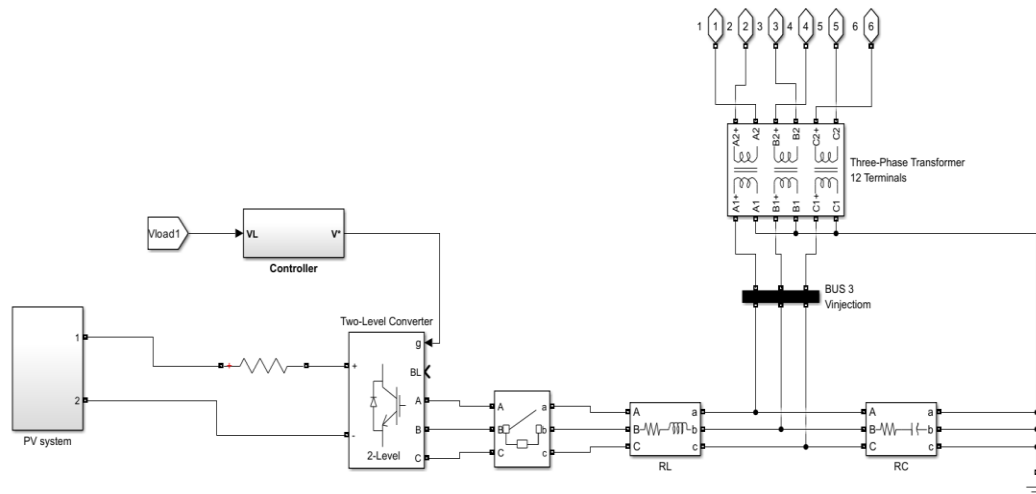 1 1 2 2 3 3 4 4 5 5 6 6
A2+ A2 B2+ B2 C2+ C2
Three-Phase Transformer
12 Terminals
A1+ A1 B1+ B1 C1+ C1
Vload1
VL V*
Controller
BUS 3
Vinjectiom
Two-Level Converter
g
1
+
BL
A
2
B
-
2-Level
C
PV system
A a
B b
C c
A a
B b
C c
RL
A a
B b
C c
RC